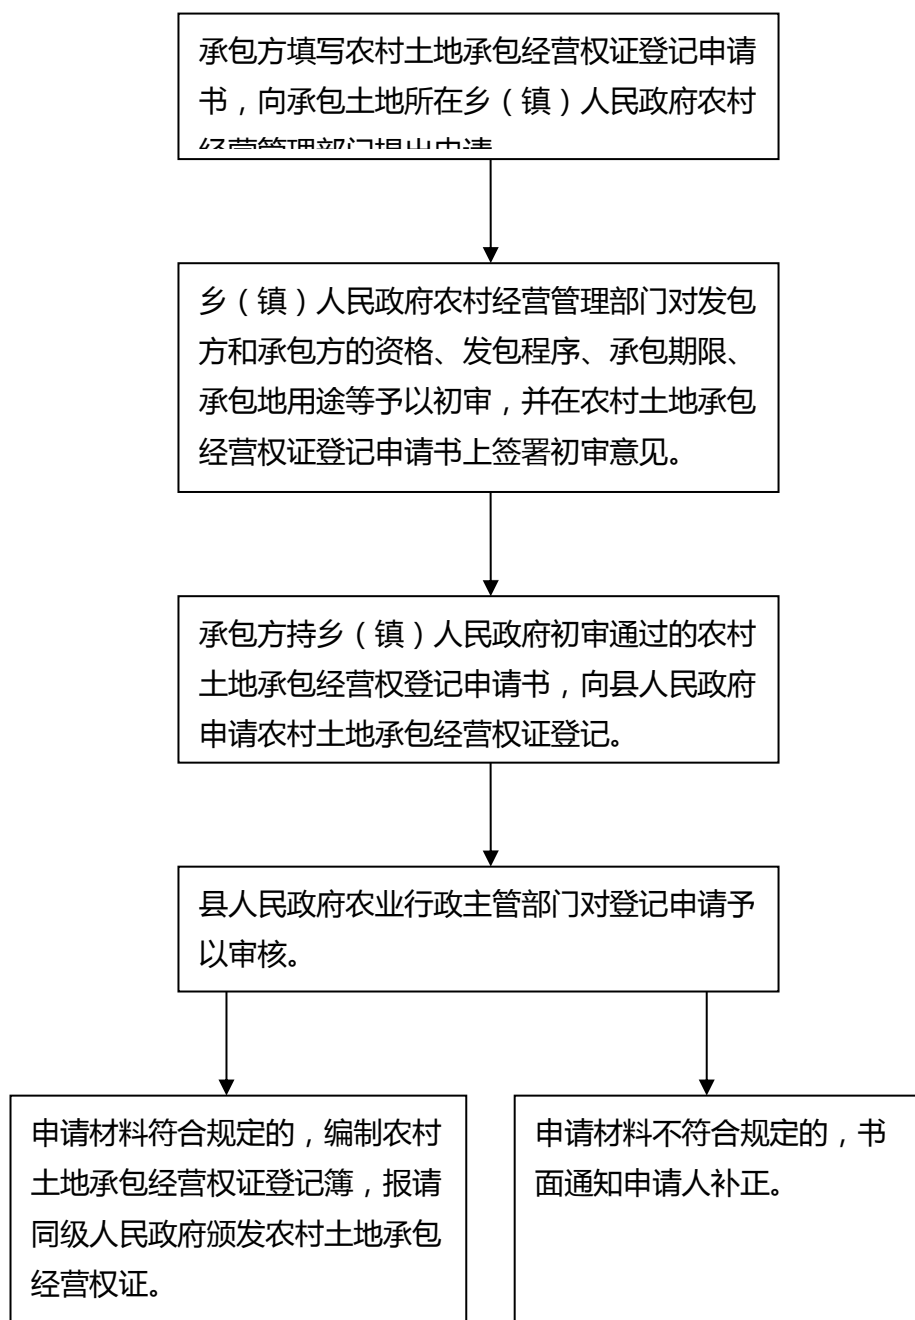 承包方填写农村土地承包经营权证登记申请
书，向承包土地所在乡（镇）人民政府农村
经营管理部门提出申请
乡（镇）人民政府农村经营管理部门对发包
方和承包方的资格、发包程序、承包期限、
承包地用途等予以初审，并在农村土地承包
经营权证登记申请书上签署初审意见。
承包方持乡（镇）人民政府初审通过的农村
土地承包经营权登记申请书，向县人民政府
申请农村土地承包经营权证登记。
县人民政府农业行政主管部门对登记申请予
以审核。
申请材料符合规定的，编制农村
土地承包经营权证登记簿，报请
同级人民政府颁发农村土地承包
经营权证。
申请材料不符合规定的，书
面通知申请人补正。